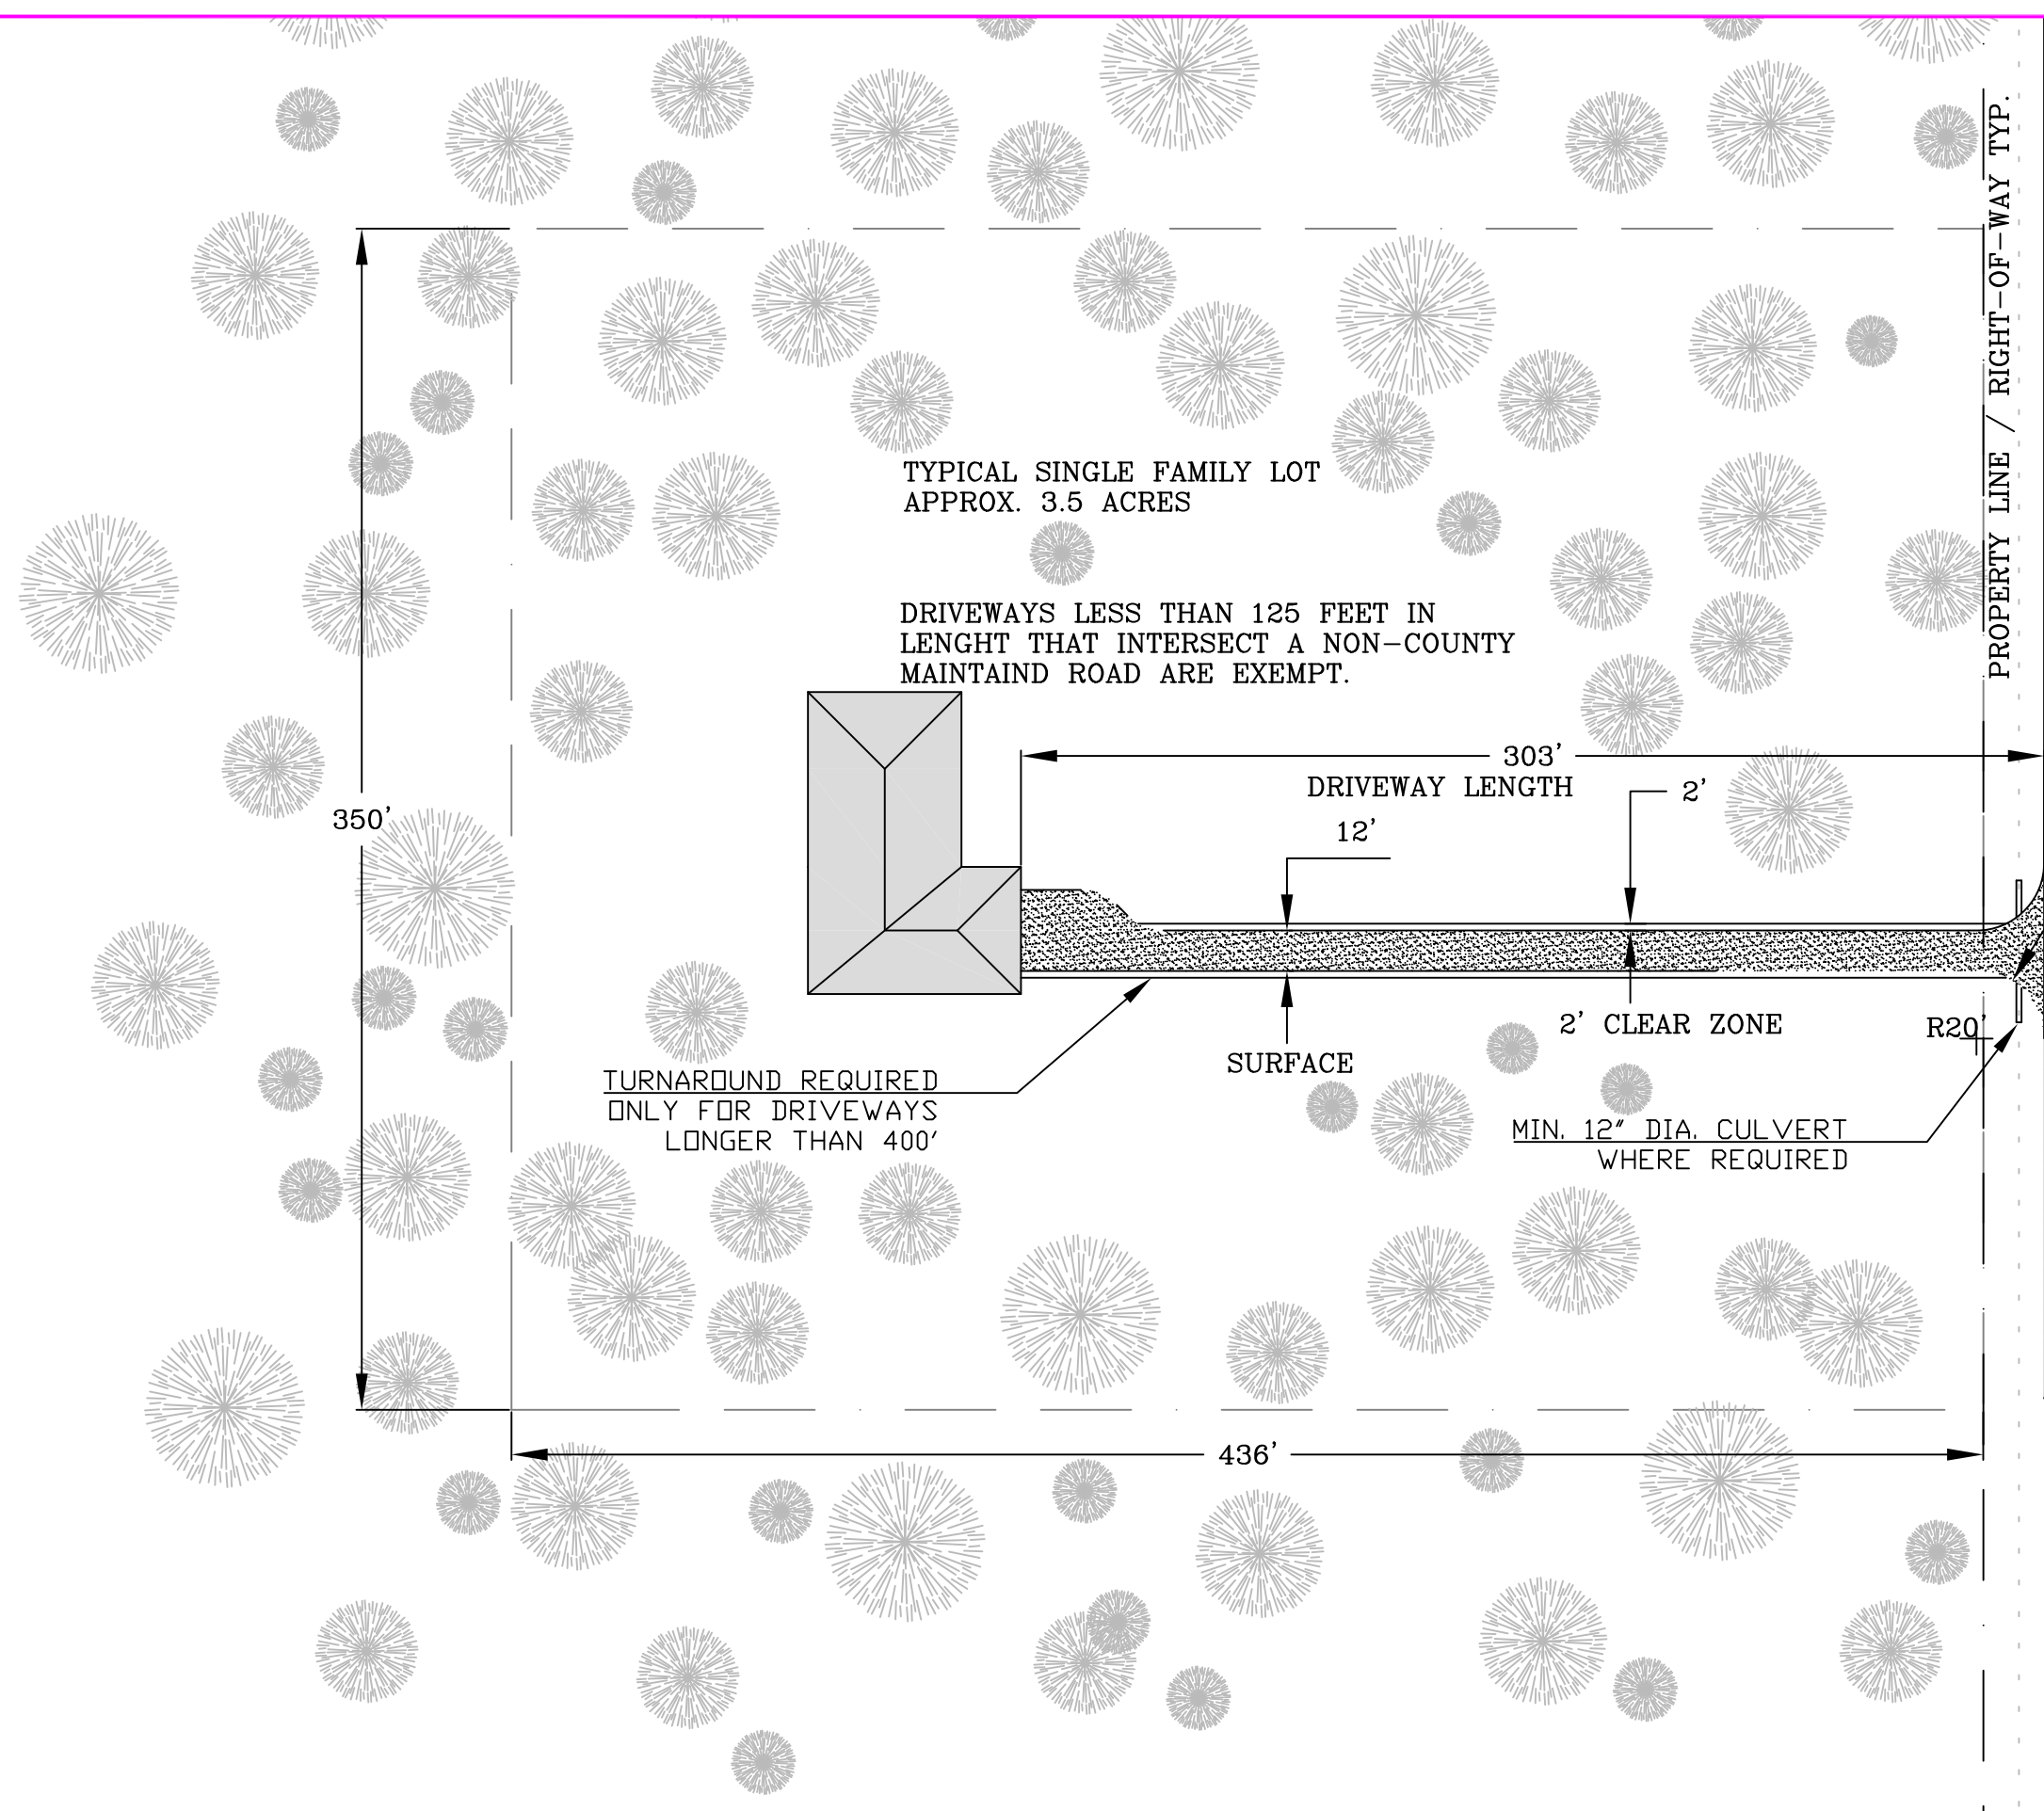 PROPERTY LINE / RIGHT-OF-WAY TYP.
TYPICAL SINGLE FAMILY LOT
APPROX. 3.5 ACRES
DRIVEWAYS LESS THAN 125 FEET IN
LENGHT THAT INTERSECT A NON-COUNTY
MAINTAIND ROAD ARE EXEMPT.
303'
DRIVEWAY LENGTH
2'
12'
350'
2' CLEAR ZONE
R20'
SURFACE
TURNAROUND REQUIRED
ONLY FOR DRIVEWAYS
LONGER THAN 400'
MIN. 12" DIA. CULVERT
WHERE REQUIRED
436'